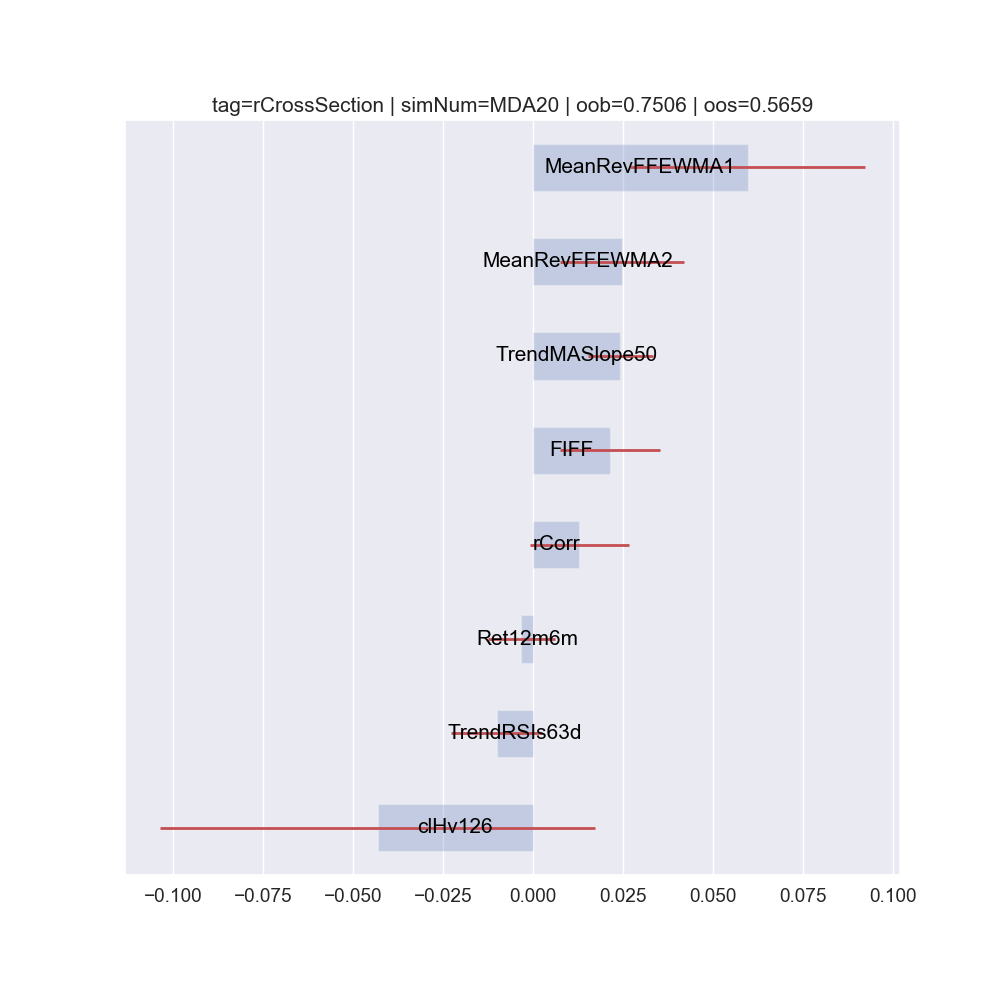 tag=rCrossSection | simNum=MDA20 | oob=0.7506 | oos=0.5659
MeanRevFFEWMA1
MeanRevFFEWMA2
TrendMASlope50
FIFF
rCorr
Ret12m6m
TrendRSIs63d
clHv126
−0.100 −0.075 −0.050 −0.025 0.000 0.025 0.050 0.075 0.100